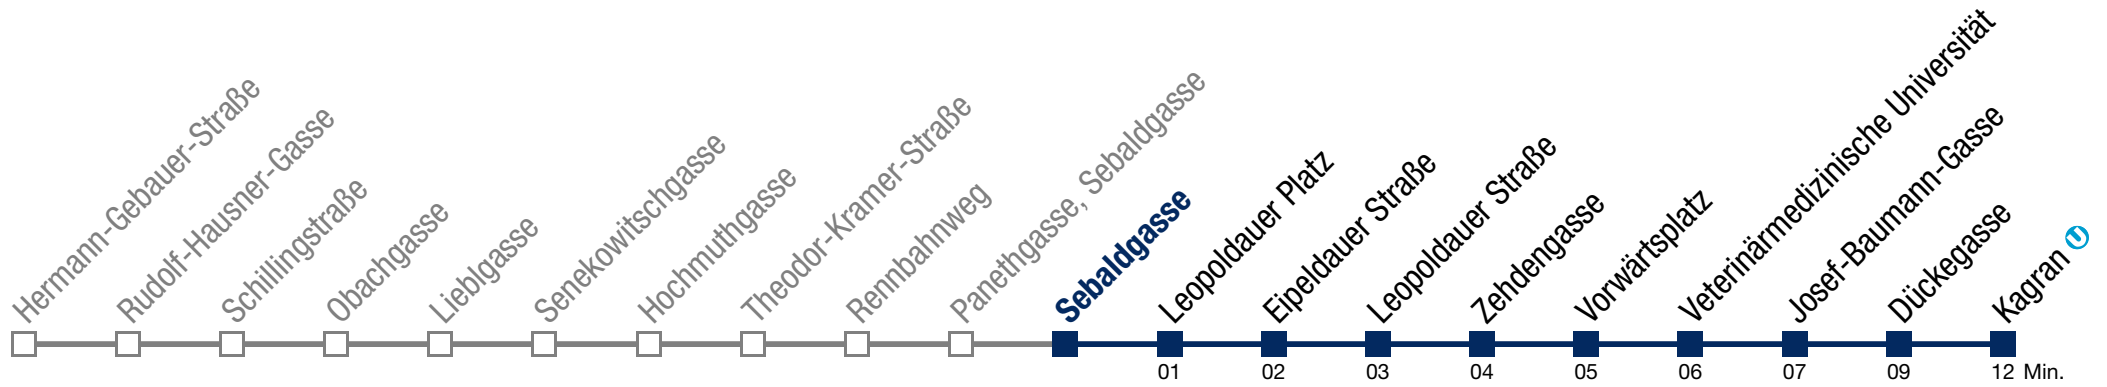 Hermann-Gebauer-Straße
Rudolf-Hausner-Gasse
Schillingstraße
Obachgasse
Lieblgasse
Senekowitschgasse
Hochmuthgasse
Theodor-Kramer-Straße
Rennbahnweg
Panethgasse, Sebaldgasse
Sebaldgasse
Leopoldauer Platz
Eipeldauer Straße
Leopoldauer Straße
Zehdengasse
Vorwärtsplatz
Veterinärmedizinische Universität
Josef-Baumann-Gasse
Dückegasse
Kagran U
01 02 03 04 05 06 07 09 12 Min.